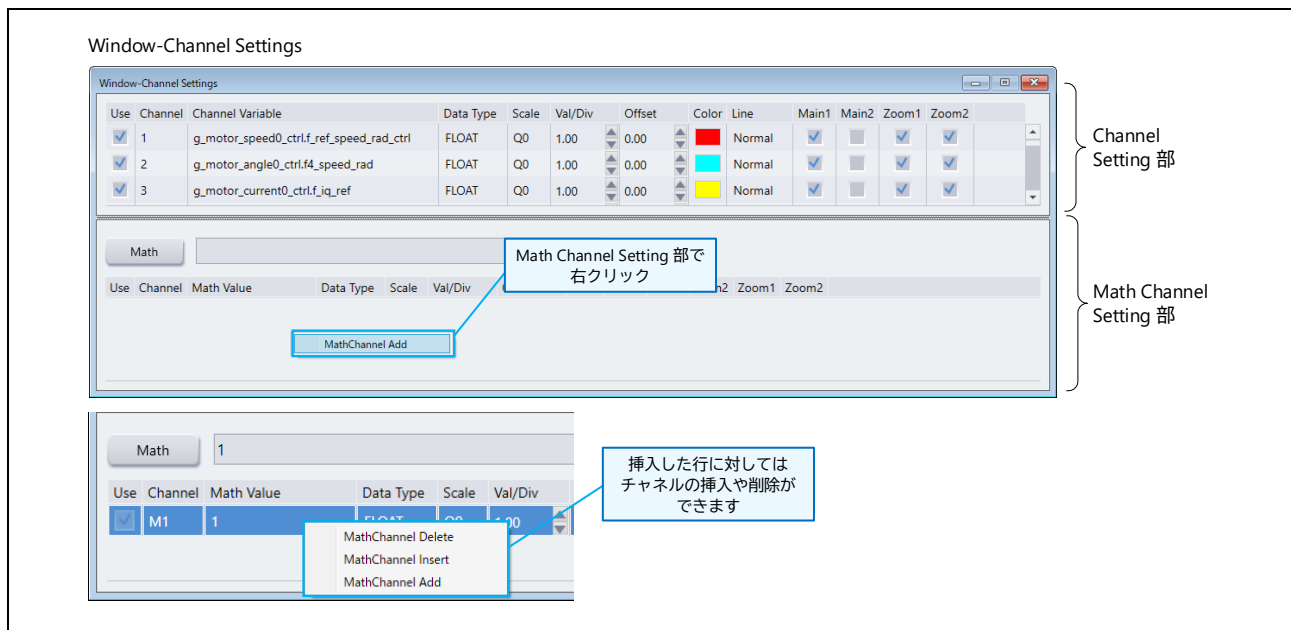 Window-Channel Settings
Window-Channel Settings
Use Channel Channel Variable Data Type Scale Val/Div Offset Color Line Main1 Main2 Zoom1 Zoom2
1 g_motor_speed0_ctrl.f_ref_speed_rad_ctrl FLOAT Q0 1.00 0.00 Normal
2 g_motor_angle0_ctrl.f4_speed_rad FLOAT Q0 1.00 0.00 Normal
3 g_motor_current0_ctrl.f_iq_ref FLOAT Q0 1.00 0.00 Normal
Channel
Setting 部
Math
Math Channel Setting 部で
右クリック
Use Channel Math Value Data Type Scale Val/Div Zoom1 Zoom2
MathChannel Add
Math Channel
Setting 部
Math 1
Use Channel Math Value Data Type Scale Val/Div
M1 1 FLOAT Q0 1.00
MathChannel Delete
MathChannel Insert
MathChannel Add
挿入した行に対しては
チャネルの挿入や削除が
できます